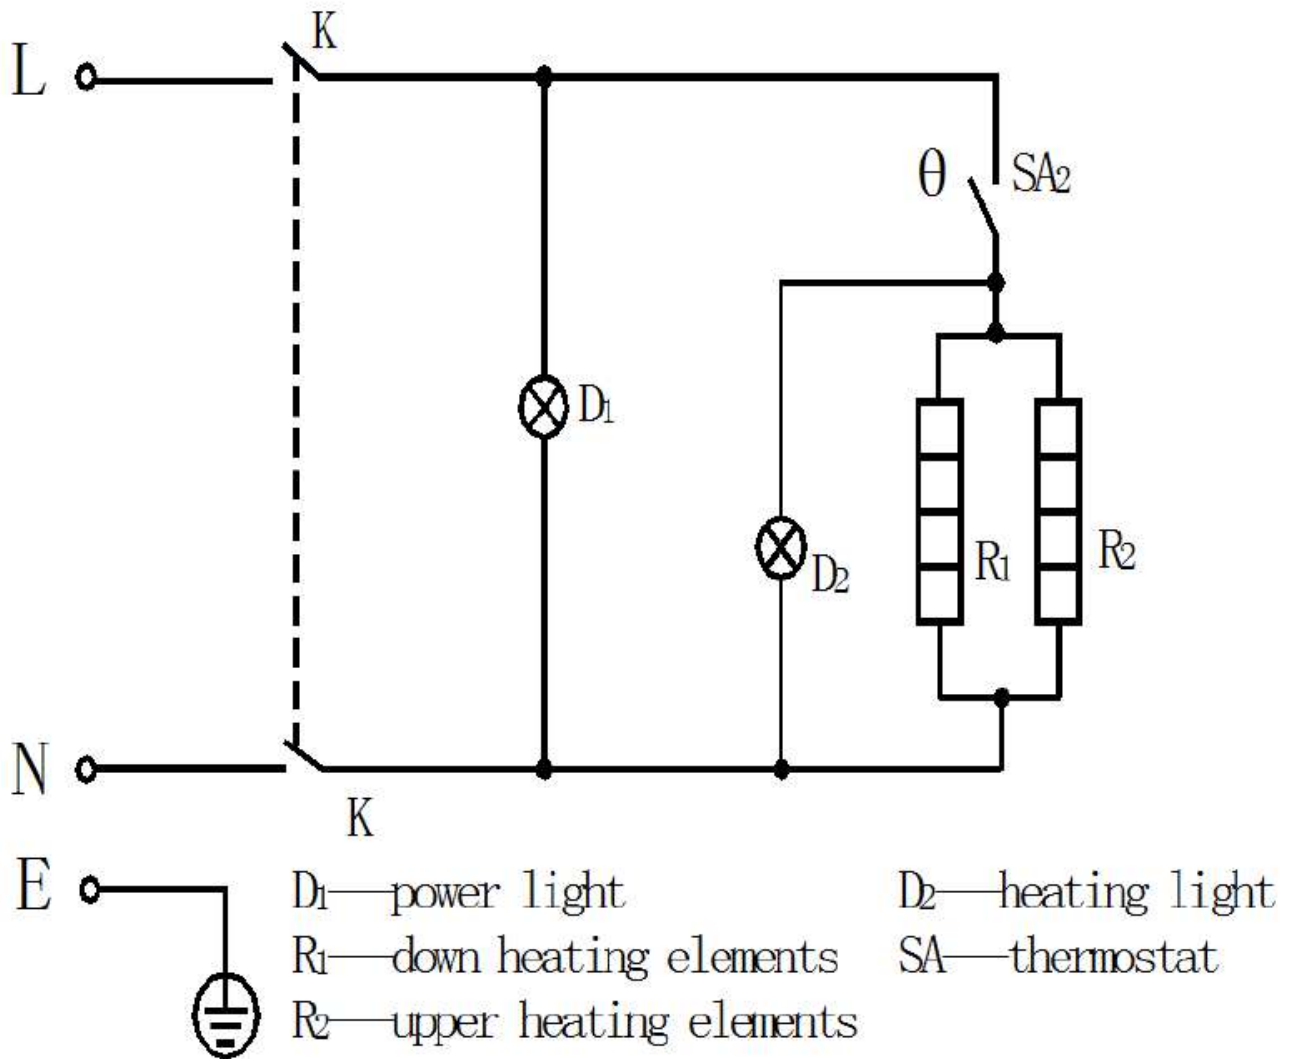 K
L
θ SA2
D1
D2
R1
R2
N
K
E
D1——power light D2——heating light
R1——down heating elements SA——thermostat
R2——upper heating elements